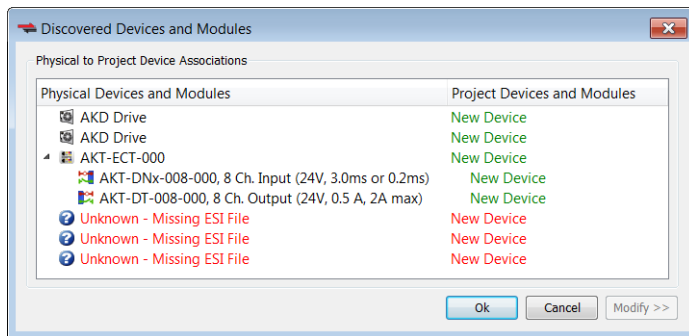 Discovered Devices and Modules
Physical to Project Device Associations
Physical Devices and Modules Project Devices and Modules
AKD Drive New Device
AKD Drive New Device
AKT-ECT-000 New Device
AKT-DNx-008-000, 8 Ch. Input (24V, 3.0ms or 0.2ms) New Device
AKT-DT-008-000, 8 Ch. Output (24V, 0.5 A, 2A max) New Device
Unknown - Missing ESI File New Device
Unknown - Missing ESI File New Device
Unknown - Missing ESI File New Device
Ok Cancel Modify >>